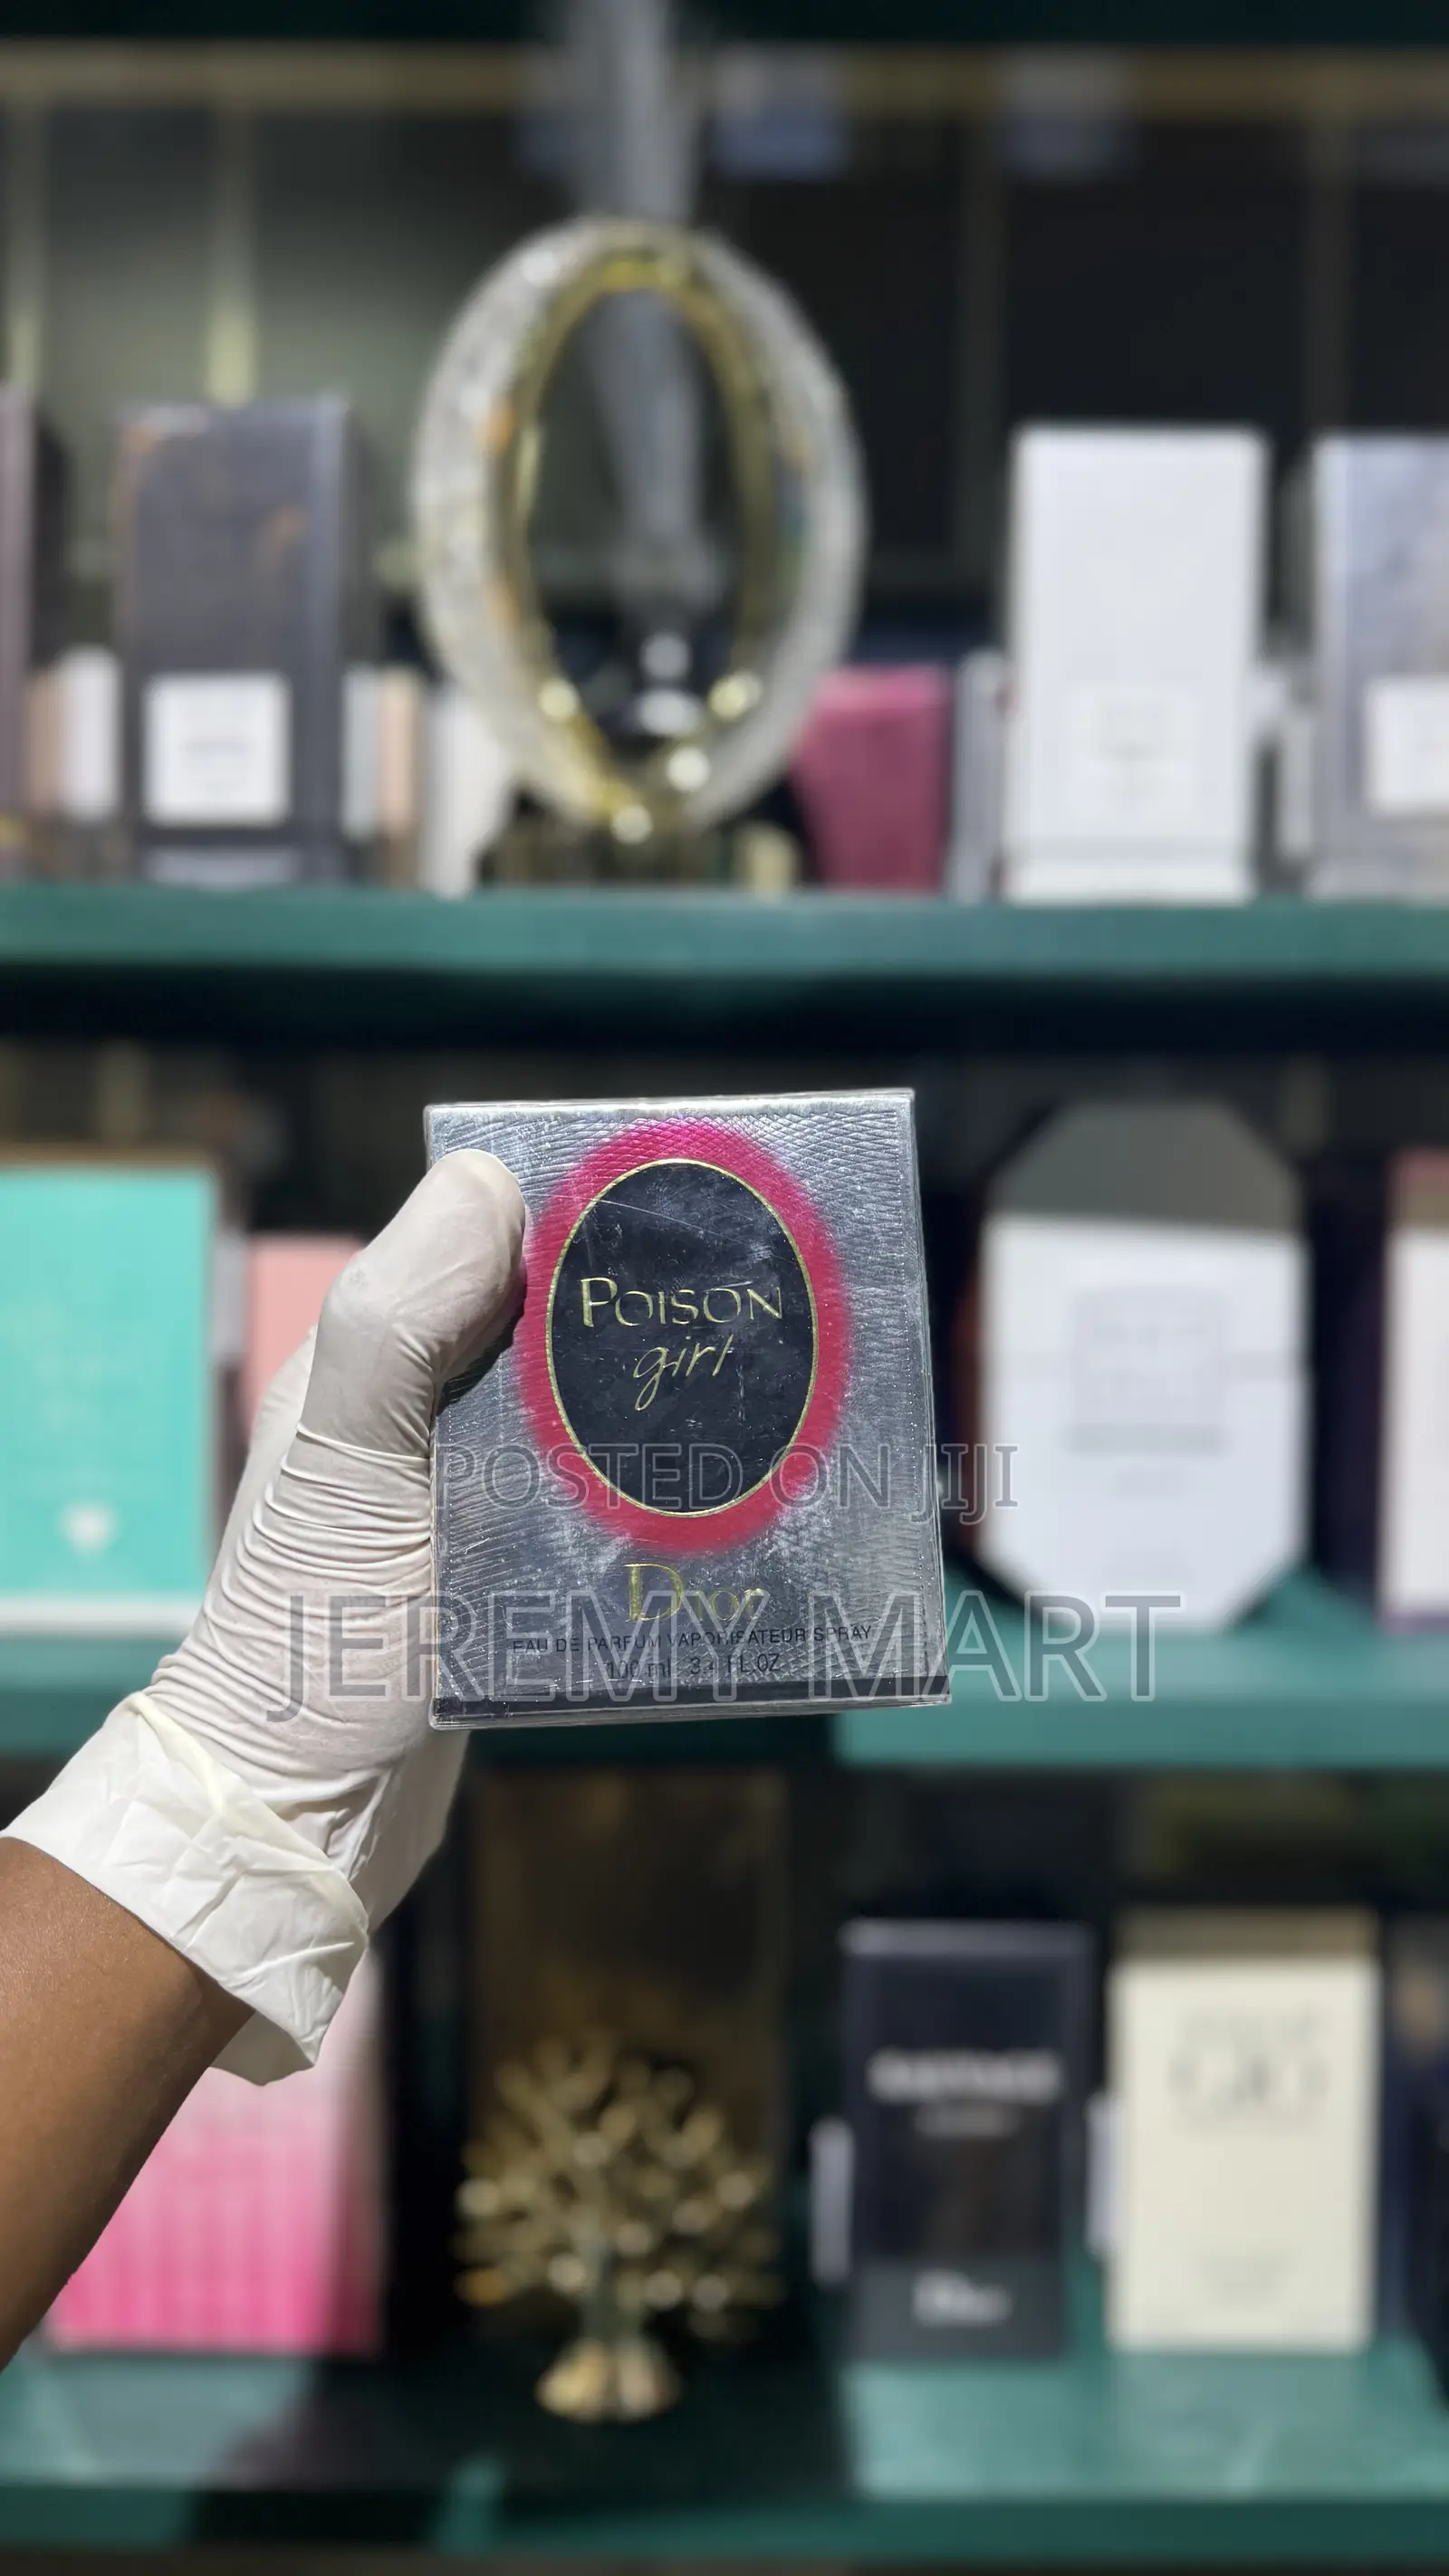 POISON
girl
POSTED ON JIJI
Dior
JEREMY MART
EAU DE PARFUM VAPORISATEUR SPRAY
100 ml 3.4 FL.OZ